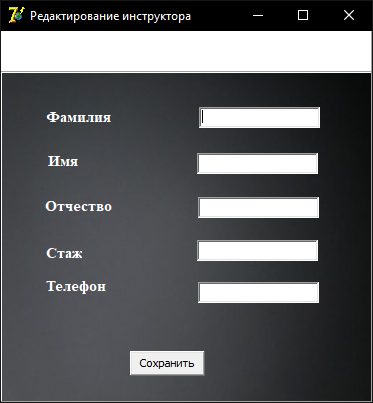 Редактирование инструктора
Фамилия
Имя
Отчество
Стаж
Телефон
Сохранить